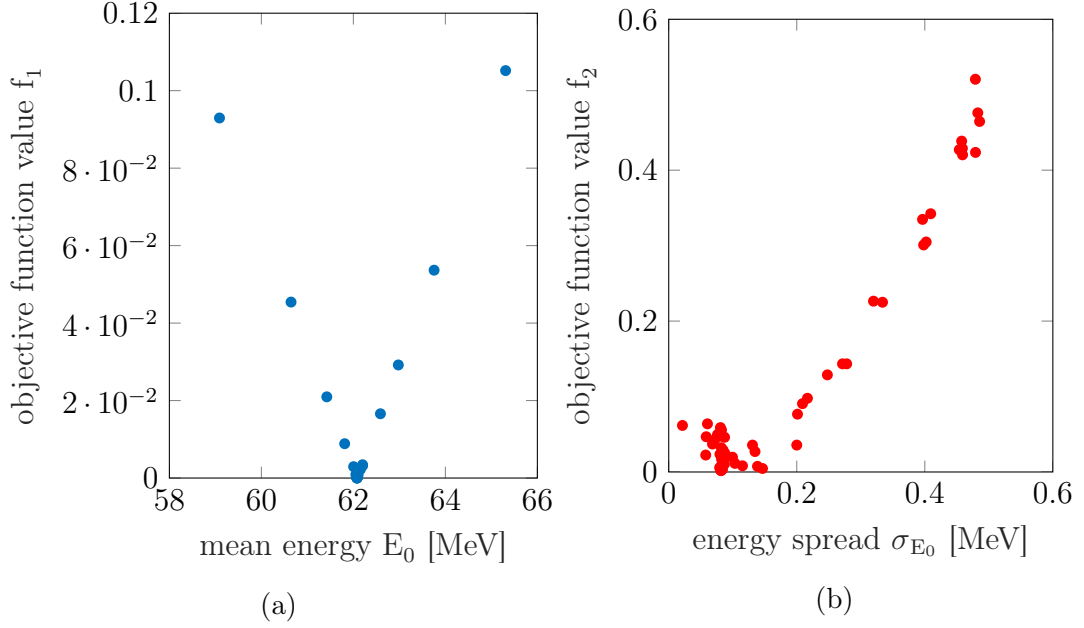 objective function value f₁
0.12
0.1
8 · 10⁻²
6 · 10⁻²
4 · 10⁻²
2 · 10⁻²
0
58 60 62 64 66
mean energy E₀ [MeV]
(a)
objective function value f₂
0.6
0.4
0.2
0
0 0.2 0.4 0.6
energy spread σ_E₀ [MeV]
(b)